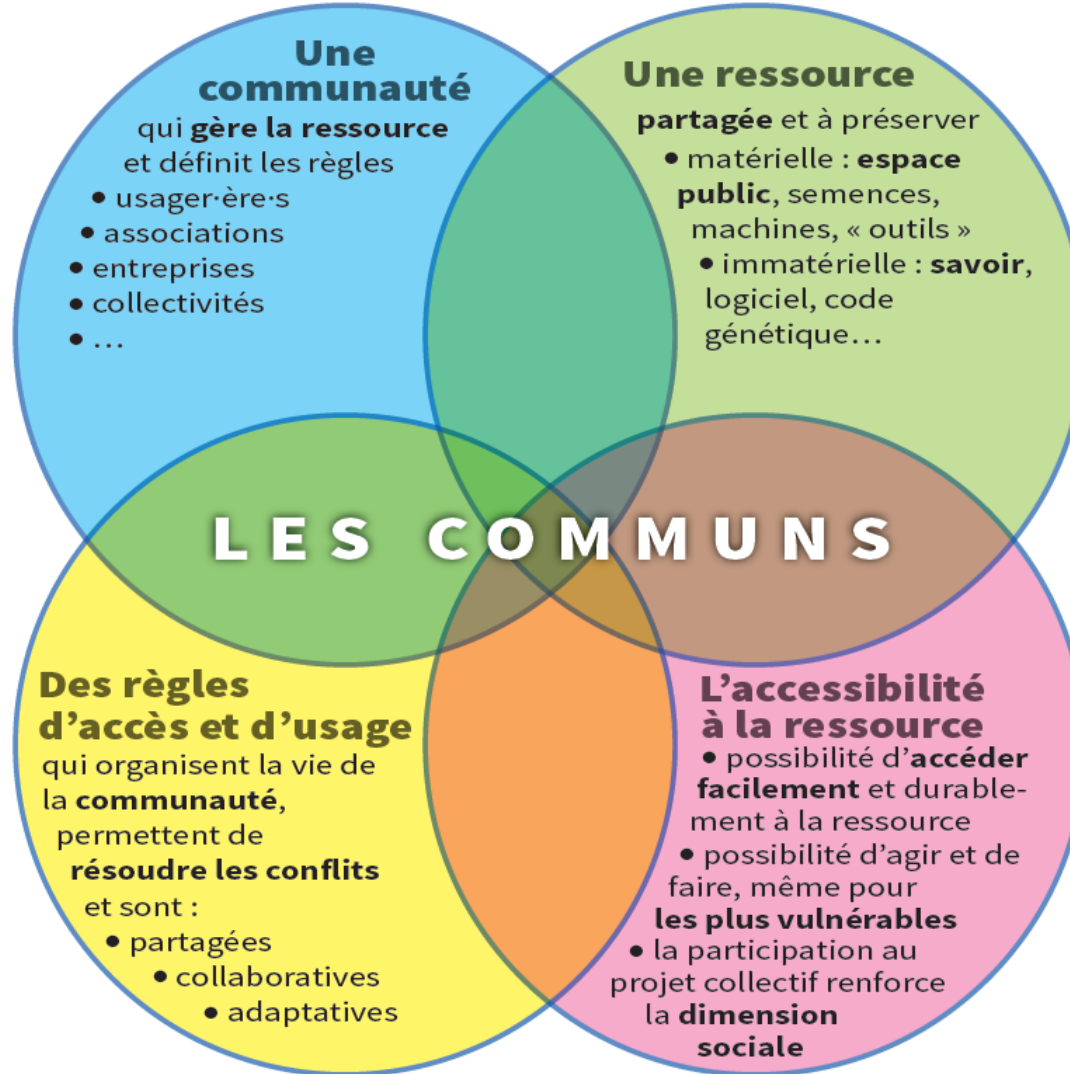 Une
communauté
qui gère la ressource
et définit les règles
• usager·ère·s
• associations
• entreprises
• collectivités
• …
Une ressource
partagée et à préserver
• matérielle : espace
public, semences,
machines, « outils »
• immatérielle : savoir,
logiciel, code
génétique…
LES COMMUNS
Des règles
d’accès et d’usage
qui organisent la vie de
la communauté,
permettent de
résoudre les conflits
et sont :
• partagées
• collaboratives
• adaptatives
L’accessibilité
à la ressource
• possibilité d’accéder
facilement et durable-
ment à la ressource
• possibilité d’agir et de
faire, même pour
les plus vulnérables
• la participation au
projet collectif renforce
la dimension
sociale